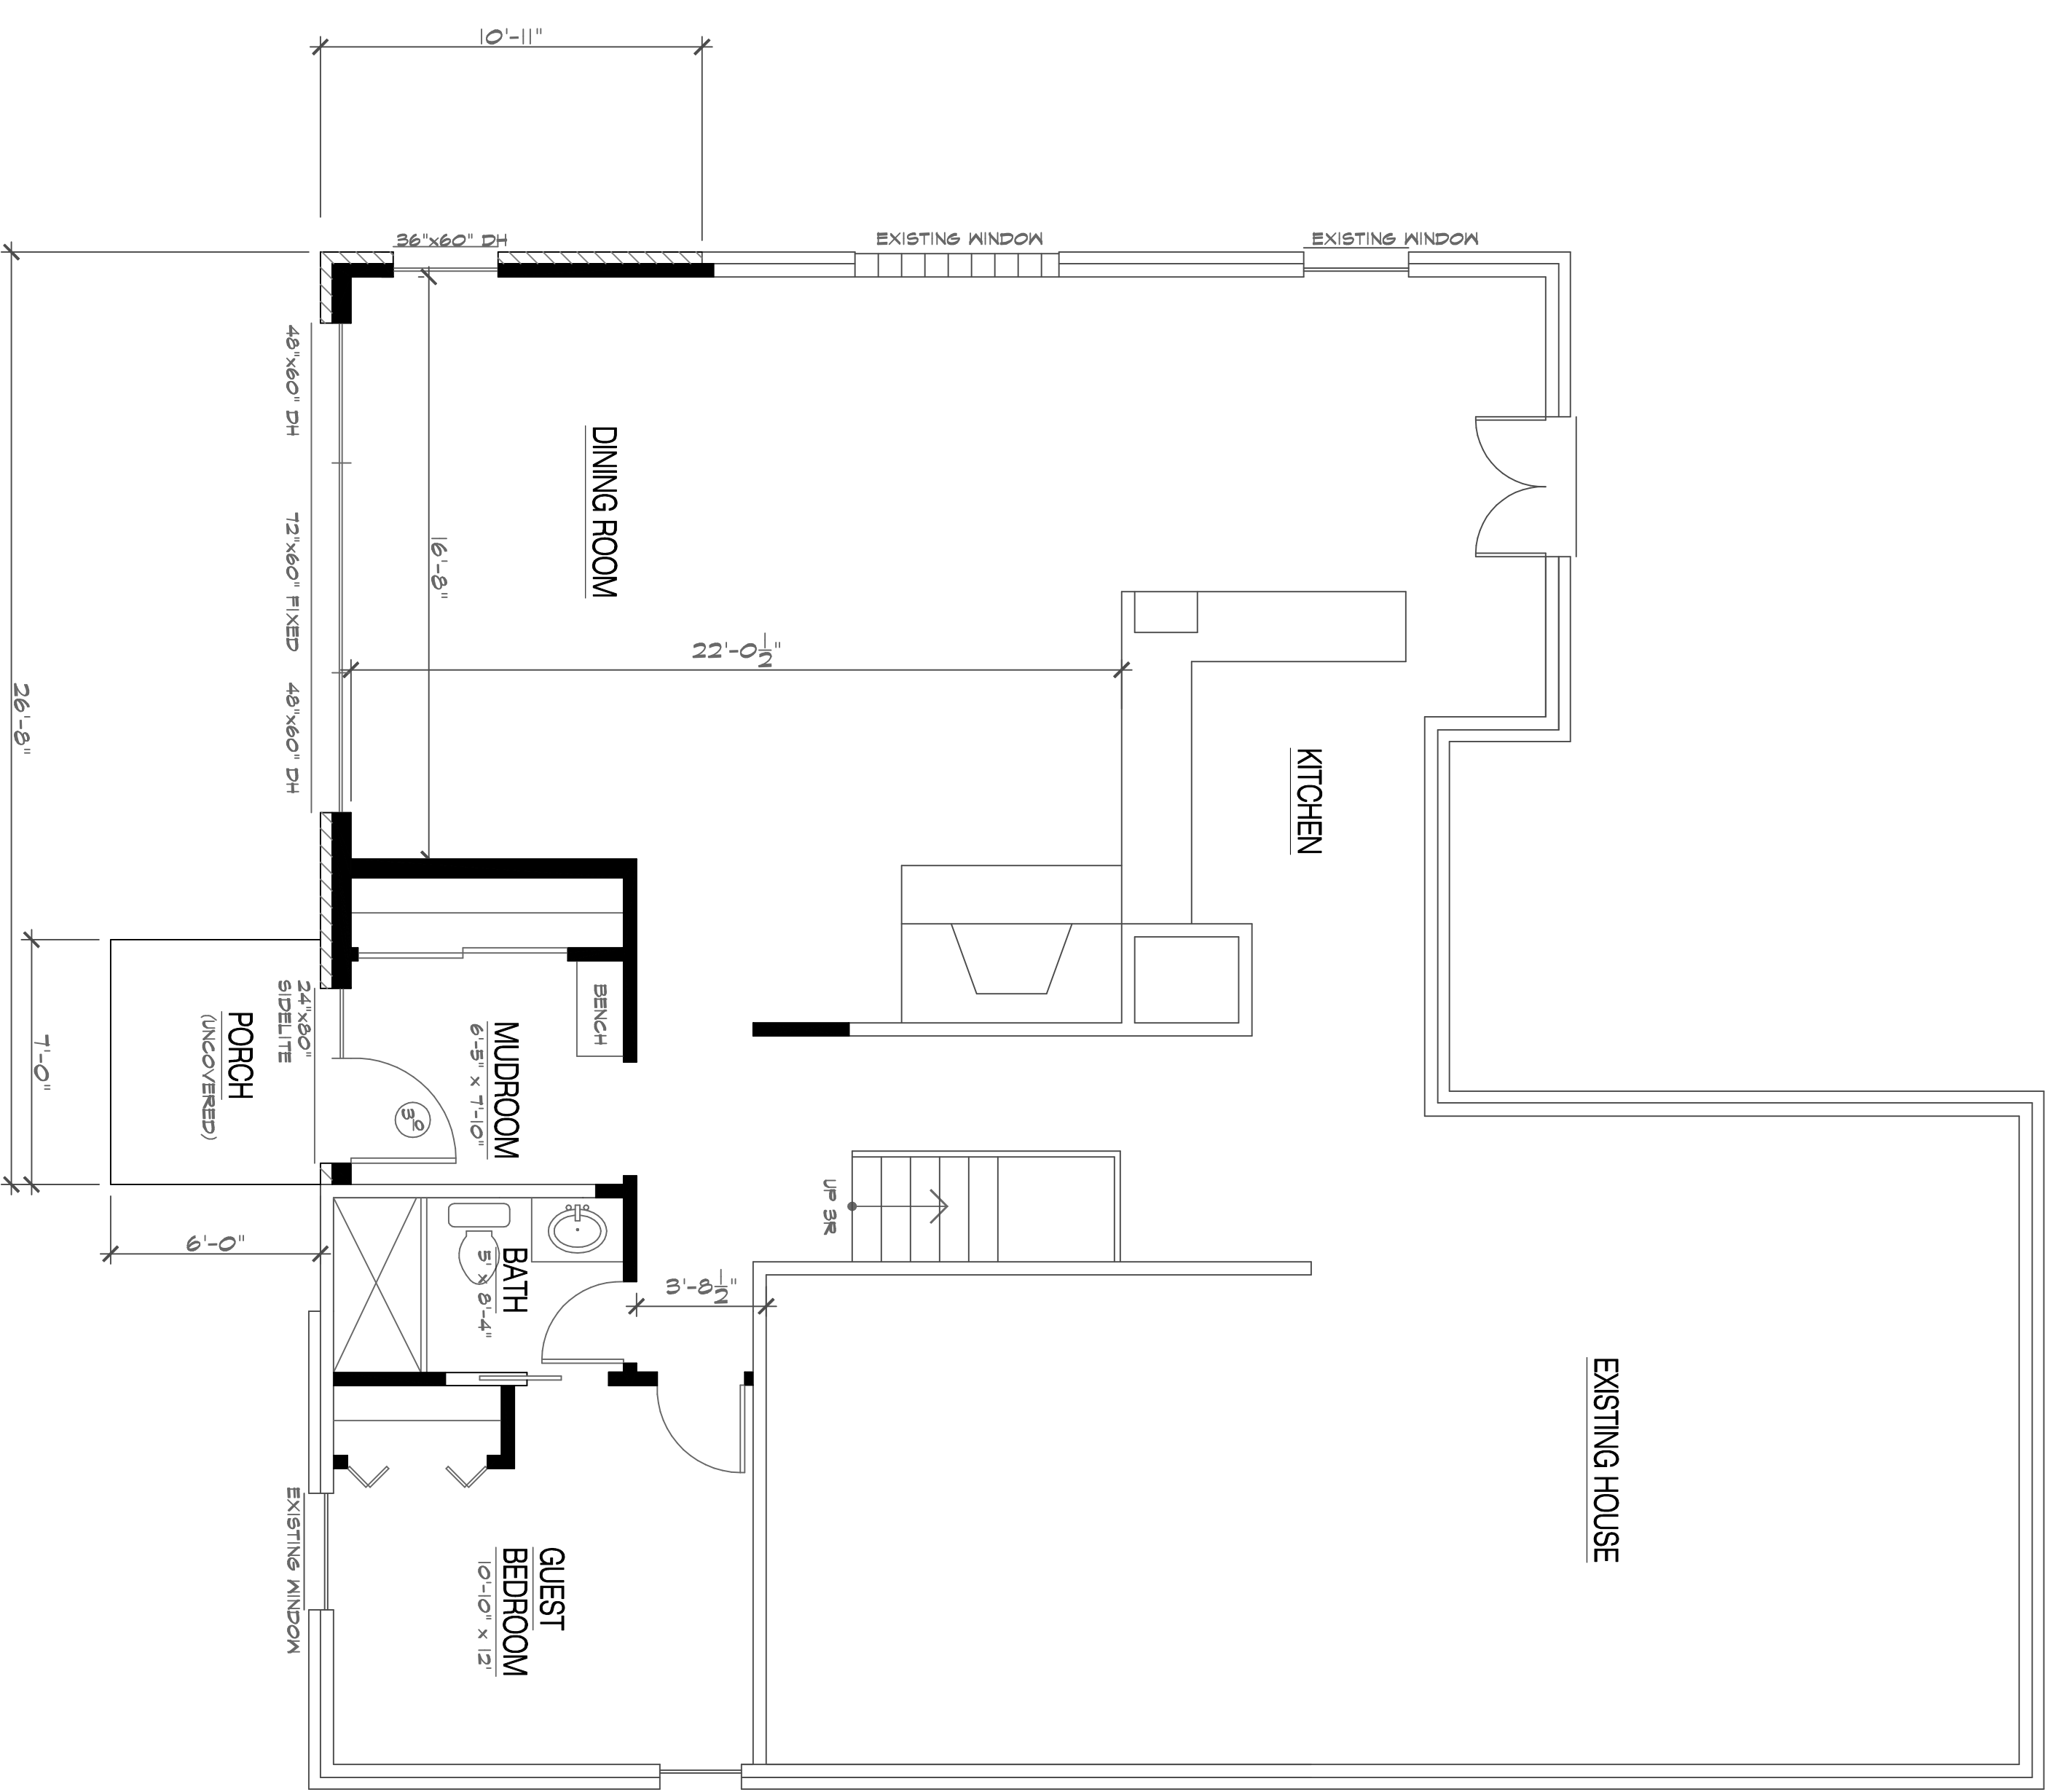 10'-11"
36"x60" DH
EXISTING WINDOW
EXISTING WINDOW
48"x60" DH
72"x60" FIXED
48"x60" DH
DINING ROOM
16'-8"
22'-0 1/2"
26'-8"
KITCHEN
BENCH
MUDROOM
6'-5" x 7'-10"
24"x80"
SIDELITE
PORCH
(UNCOVERED)
7'-0"
3 0
6'-0"
UP 3R
BATH
5' x 8'-4"
3'-8 1/2"
EXISTING HOUSE
EXISTING WINDOW
GUEST
BEDROOM
10'-10" x 12'